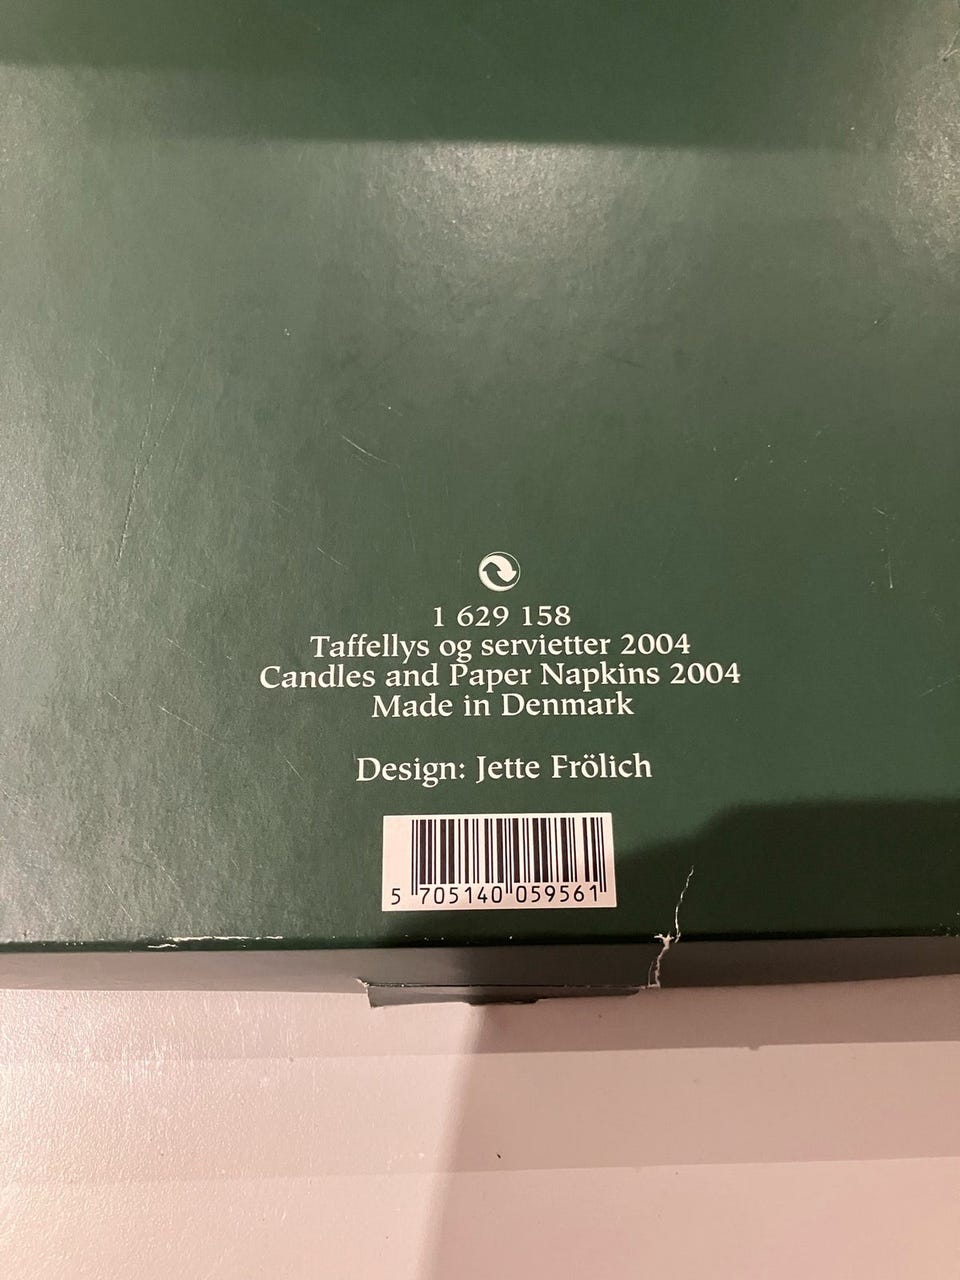 1 629 158
Taffellys og servietter 2004
Candles and Paper Napkins 2004
Made in Denmark
Design: Jette Frölich
5 705140 059561